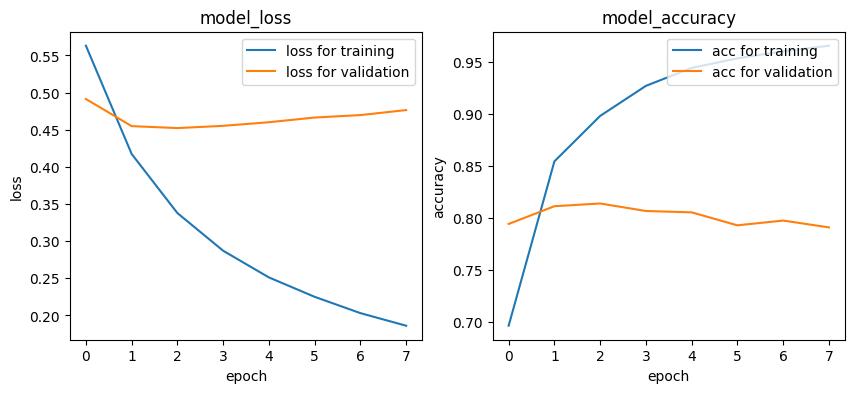 model_loss
loss for training
loss for validation
0.55
0.50
0.45
0.40
0.35
0.30
0.25
0.20
loss
0 1 2 3 4 5 6 7
epoch
model_accuracy
acc for training
acc for validation
0.95
0.90
0.85
0.80
0.75
0.70
accuracy
0 1 2 3 4 5 6 7
epoch